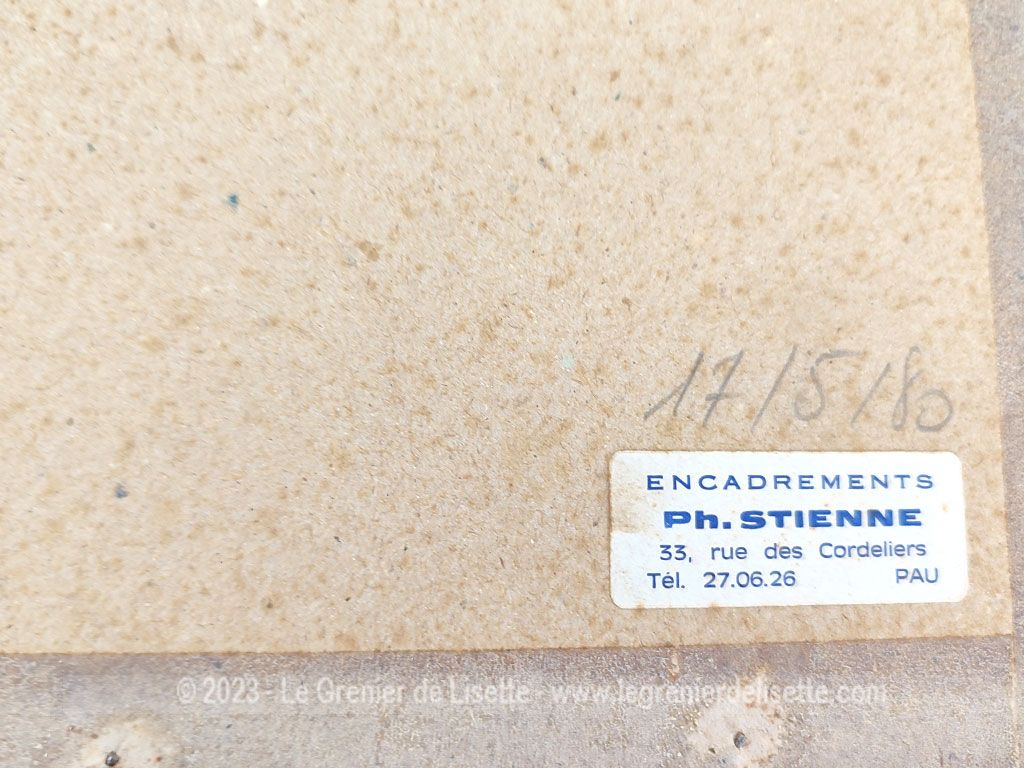 17/5/80
ENCADREMENTS
Ph. STIENNE
33, rue des Cordeliers
Tél. 27.06.26 PAU
© 2023 - Le Grenier de Lisette - www.legrenierdelisette.com